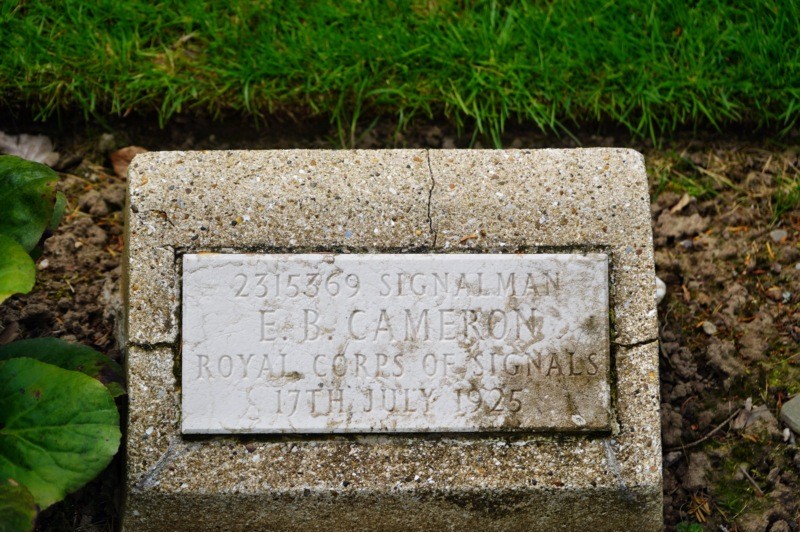 2315369 SIGNALMAN
E. B. CAMERON
ROYAL CORPS OF SIGNALS
17TH JULY 1925